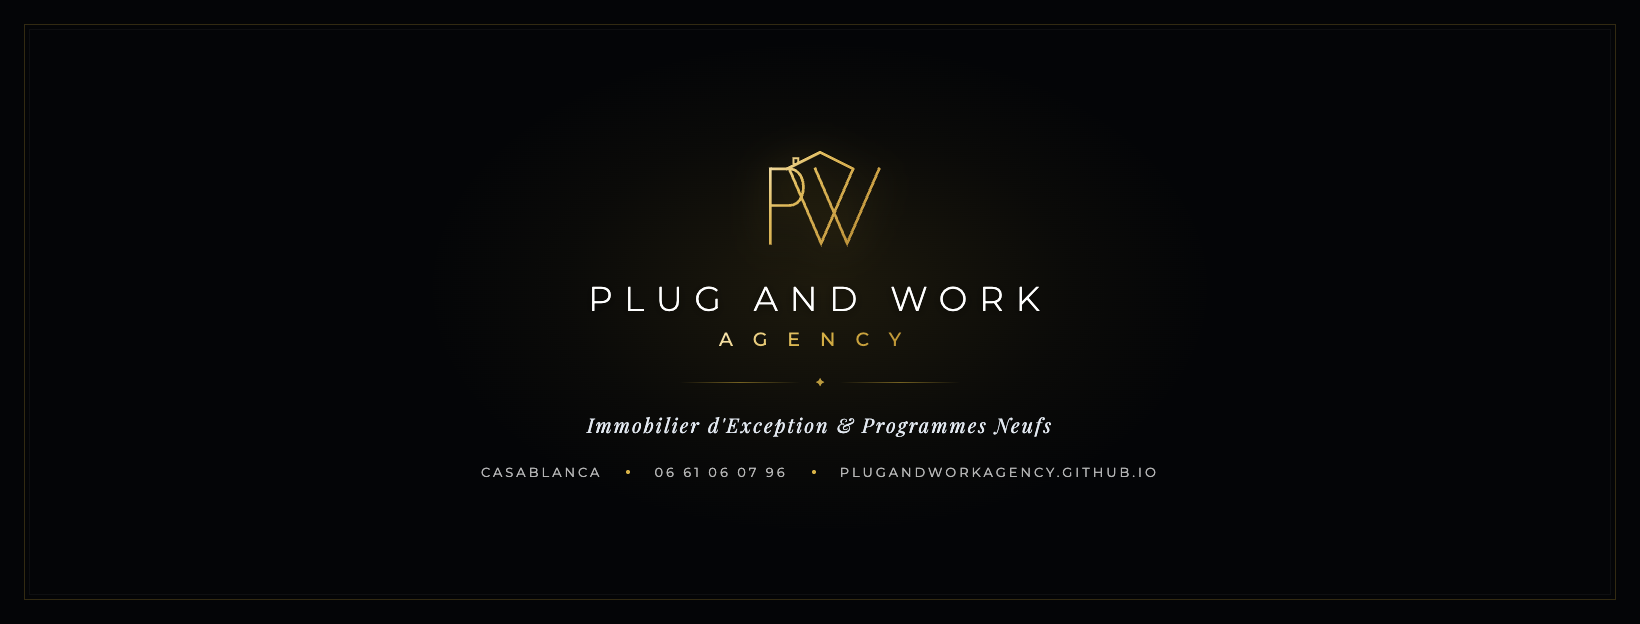 PW
PLUG AND WORK
AGENCY
Immobilier d'Exception & Programmes Neufs
CASABLANCA • 06 61 06 07 96 • PLUGANDWORKAGENCY.GITHUB.IO